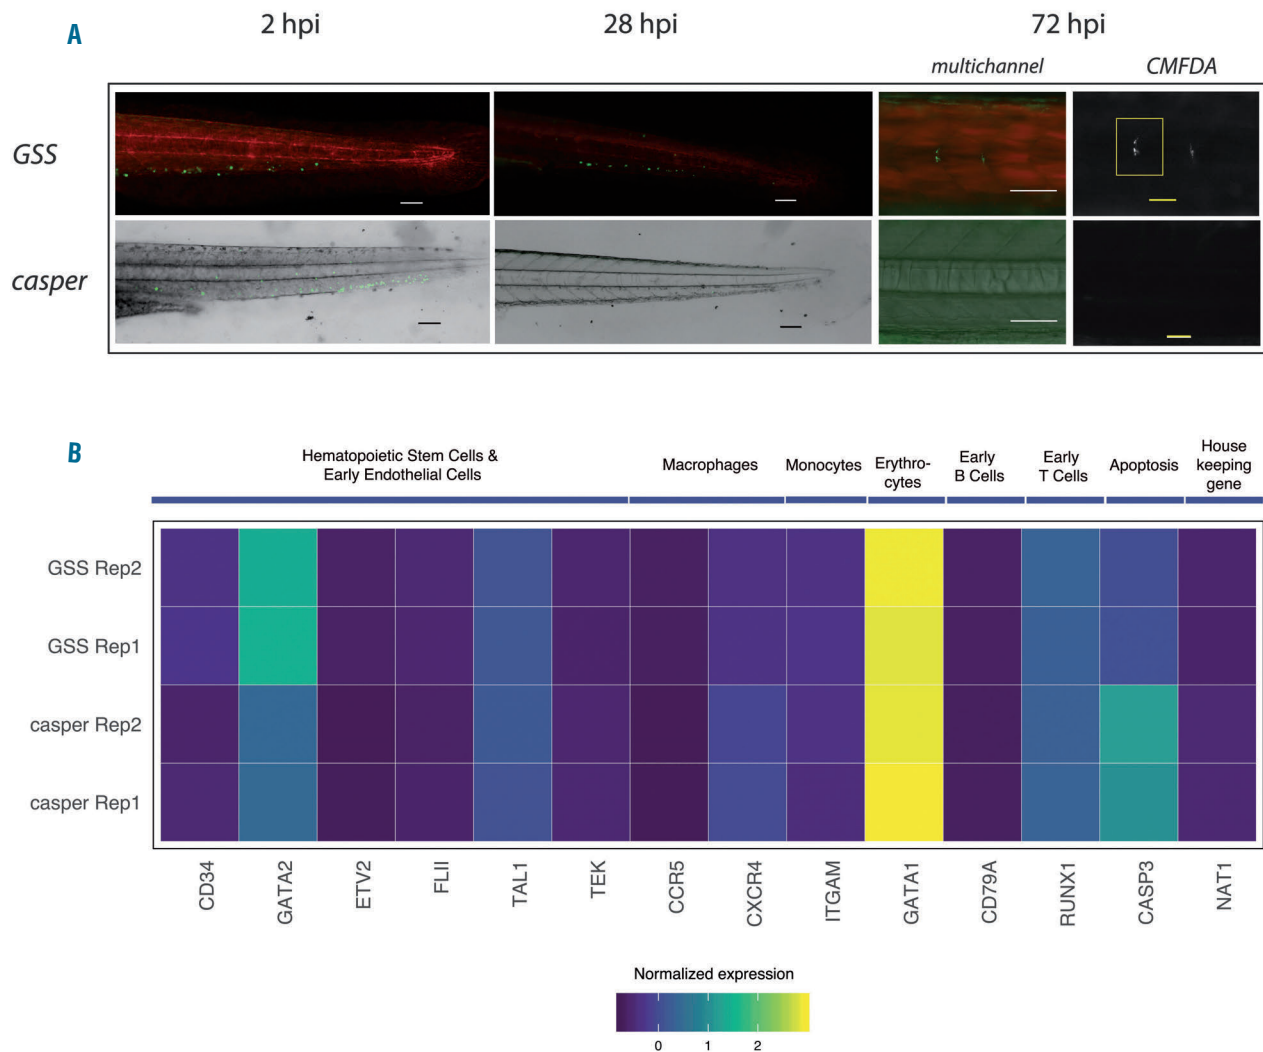 A
2 hpi
28 hpi
72 hpi
multichannel
CMFDA
GSS
casper
B
Hematopoietic Stem Cells &
Early Endothelial Cells
Macrophages
Monocytes
Erythro-
cytes
Early
B Cells
Early
T Cells
Apoptosis
House
keeping
gene
GSS Rep2
GSS Rep1
casper Rep2
casper Rep1
CD34
GATA2
ETV2
FLII
TAL1
TEK
CCR5
CXCR4
ITGAM
GATA1
CD79A
RUNX1
CASP3
NAT1
Normalized expression
0 1 2